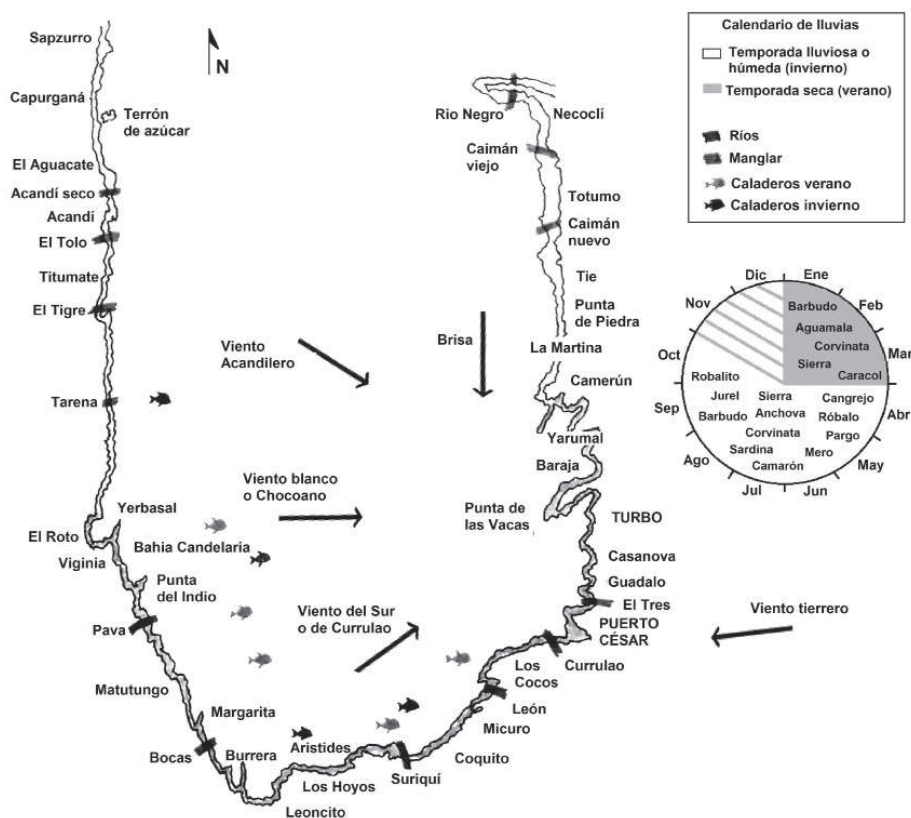 Sapzurro
Capurganá
Terrón
de azúcar
El Aguacate
Acandí seco
Acandí
El Tolo
Titumate
El Tigre
Tarena
Yerbasal
El Roto
Bahia Candelaria
Viginia
Punta
del Indio
Pava
Matutungo
Margarita
Bocas
Burrera
Aristides
Los Hoyos
Leoncito
Suriquí
Coquito
Micuro
León
Los
Cocos
Currulao
PUERTO
CÉSAR
El Tres
Guadalo
Casanova
TURBO
Punta de
las Vacas
Baraja
Yarumal
Camerún
La Martina
Punta
de Piedra
Tie
Caimán
nuevo
Totumo
Caimán
viejo
Rio Negro
Necoclí
N
Viento
Acandilero
Brisa
Viento blanco
o Chocoano
Viento del Sur
o de Currulao
Viento tierrero
Calendario de lluvias
Temporada lluviosa o
húmeda (invierno)
Temporada seca (verano)
Ríos
Manglar
Caladeros verano
Caladeros invierno
Dic
Ene
Nov
Feb
Oct
Mar
Sep
Abr
Ago
May
Jul
Jun
Barbudo
Aguamala
Corvinata
Sierra
Caracol
Robalito
Jurel
Sierra
Cangrejo
Barbudo
Anchova
Róbalo
Corvinata
Pargo
Sardina
Mero
Camarón